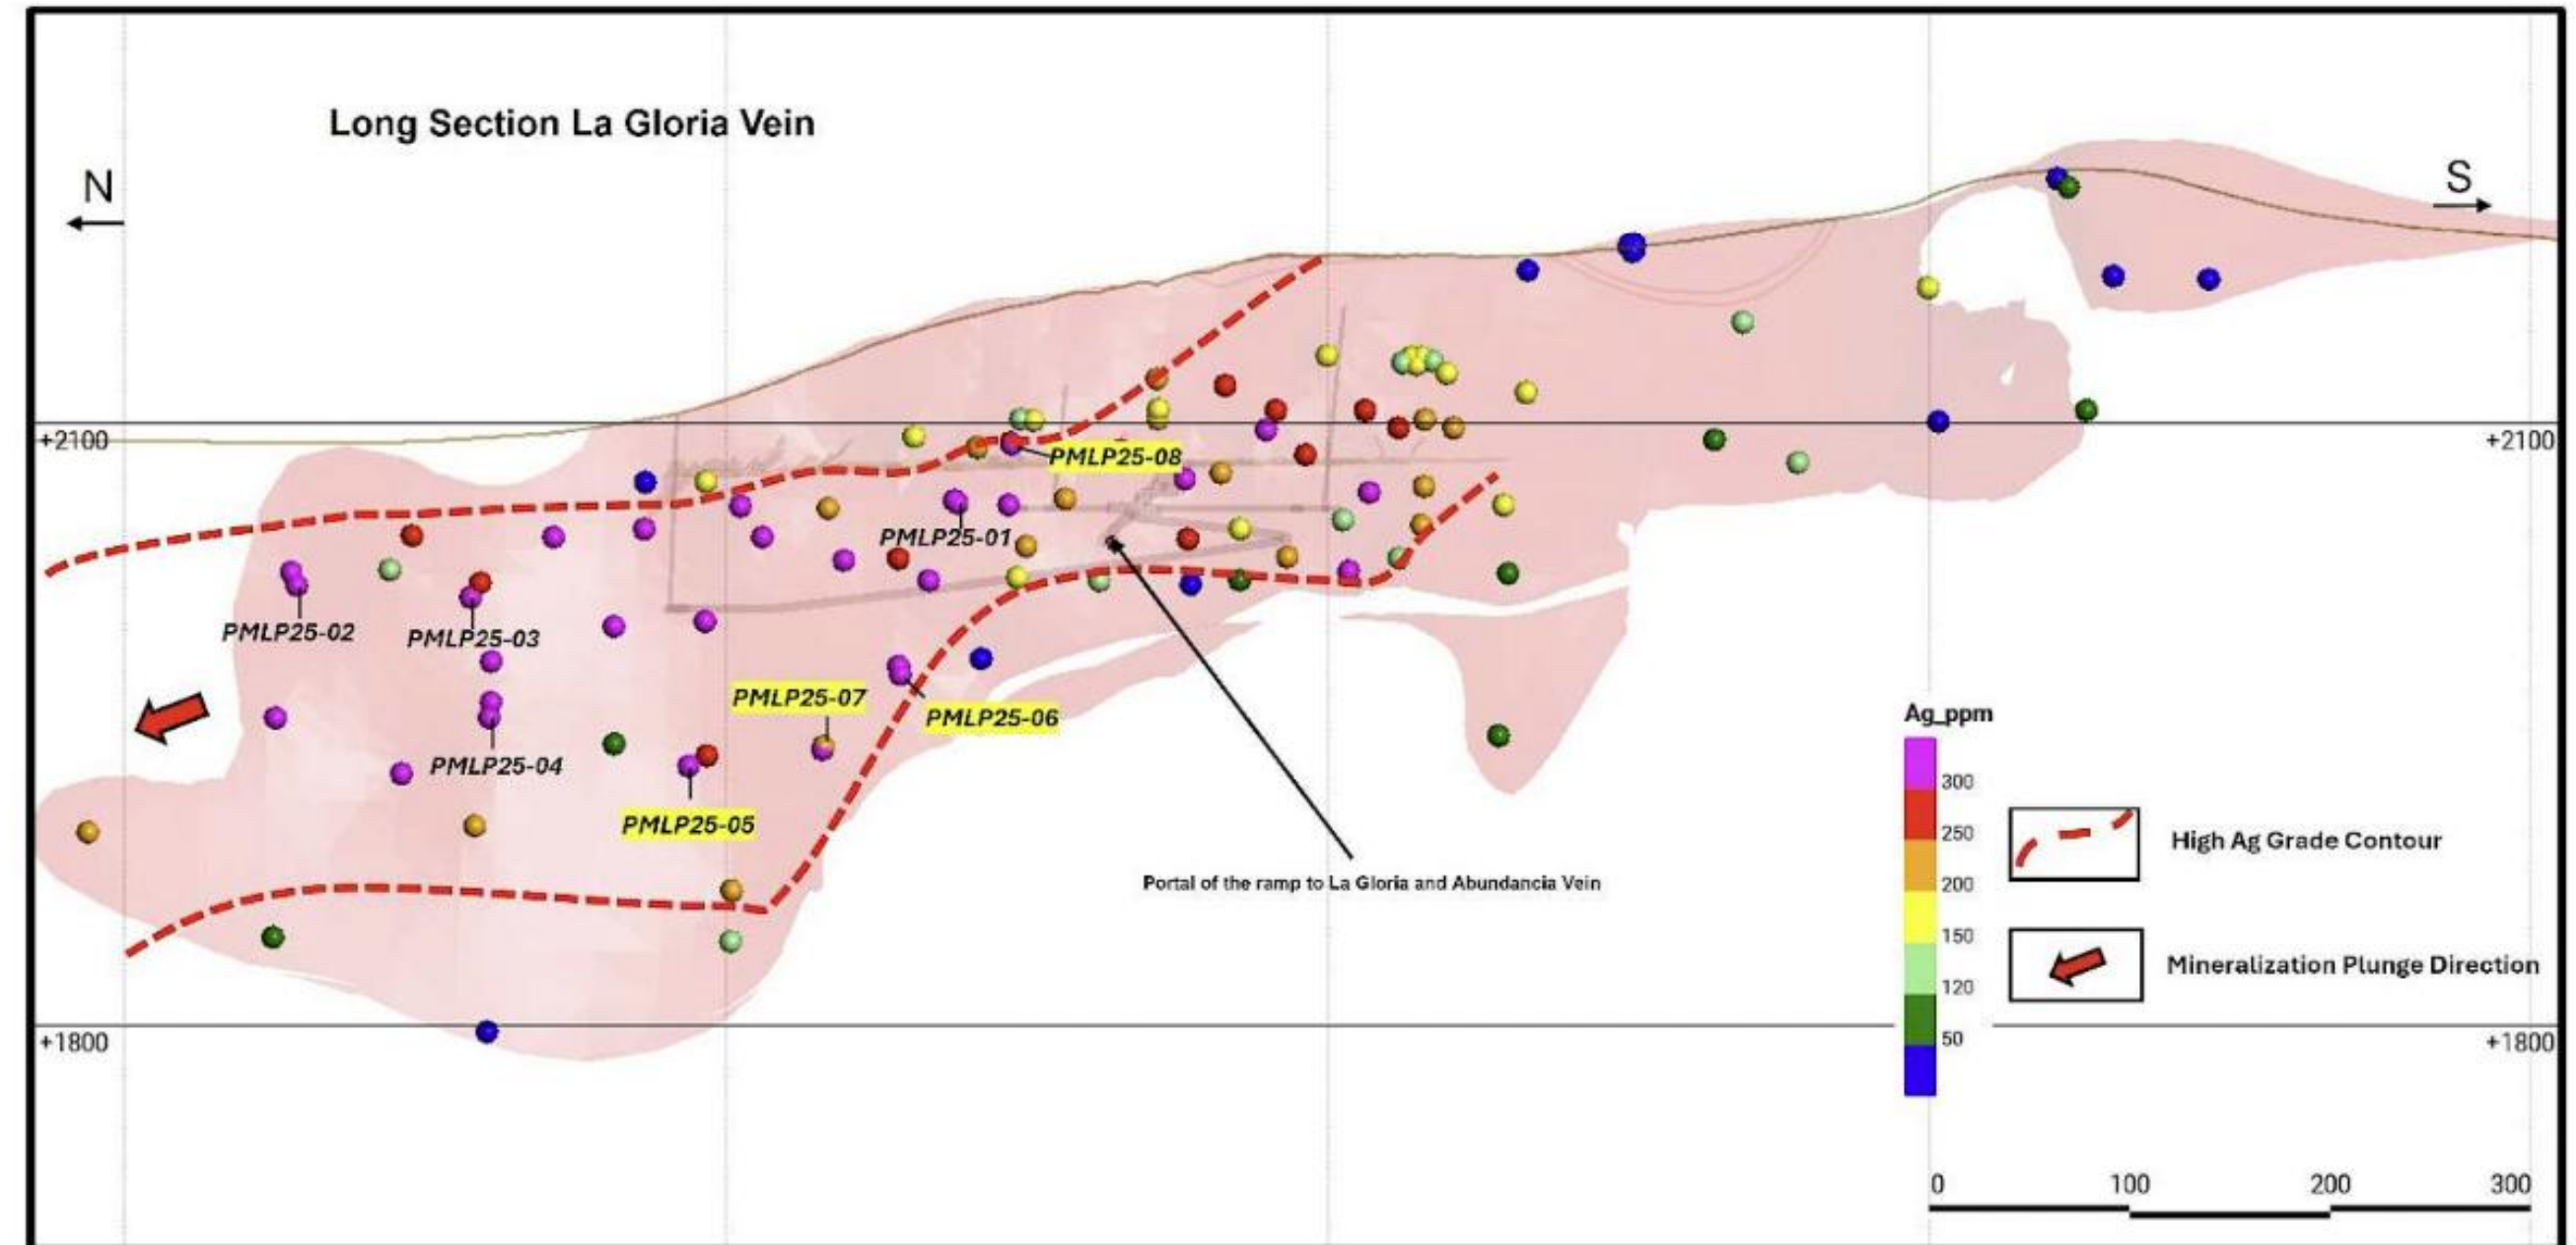 Long Section La Gloria Vein
N
S
+2100
+2100
PMLP25-08
PMLP25-01
PMLP25-02
PMLP25-03
PMLP25-07
PMLP25-06
PMLP25-04
PMLP25-05
Portal of the ramp to La Gloria and Abundancia Vein
Ag_ppm
300
250
200
150
120
50
High Ag Grade Contour
Mineralization Plunge Direction
+1800
+1800
0 100 200 300